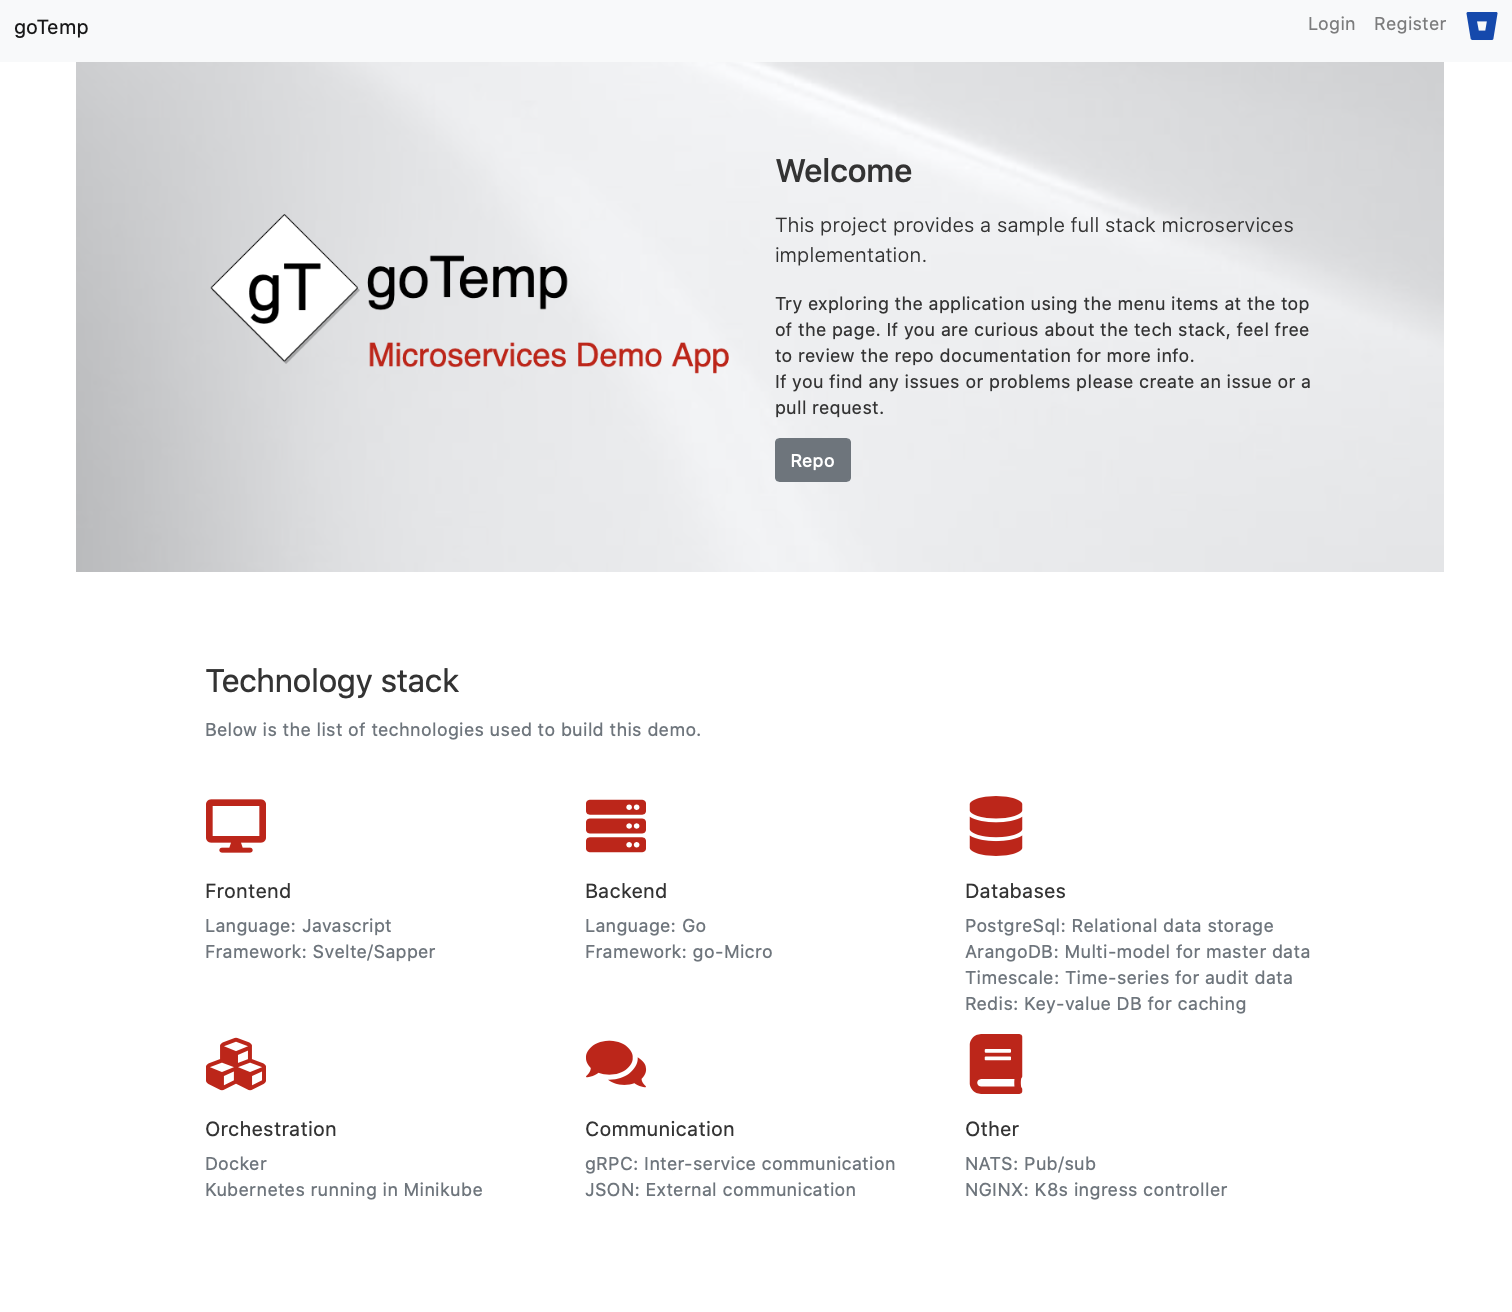 goTemp
Login Register
gT goTemp
Microservices Demo App
Welcome
This project provides a sample full stack microservices
implementation.
Try exploring the application using the menu items at the top
of the page. If you are curious about the tech stack, feel free
to review the repo documentation for more info.
If you find any issues or problems please create an issue or a
pull request.
Repo
Technology stack
Below is the list of technologies used to build this demo.
Frontend
Language: Javascript
Framework: Svelte/Sapper
Backend
Language: Go
Framework: go-Micro
Databases
PostgreSql: Relational data storage
ArangoDB: Multi-model for master data
Timescale: Time-series for audit data
Redis: Key-value DB for caching
Orchestration
Docker
Kubernetes running in Minikube
Communication
gRPC: Inter-service communication
JSON: External communication
Other
NATS: Pub/sub
NGINX: K8s ingress controller